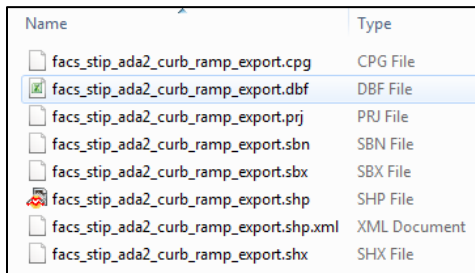 Name Type
facs_stip_ada2_curb_ramp_export.cpg CPG File
facs_stip_ada2_curb_ramp_export.dbf DBF File
facs_stip_ada2_curb_ramp_export.prj PRJ File
facs_stip_ada2_curb_ramp_export.sbn SBN File
facs_stip_ada2_curb_ramp_export.sbx SBX File
facs_stip_ada2_curb_ramp_export.shp SHP File
facs_stip_ada2_curb_ramp_export.shp.xml XML Document
facs_stip_ada2_curb_ramp_export.shx SHX File